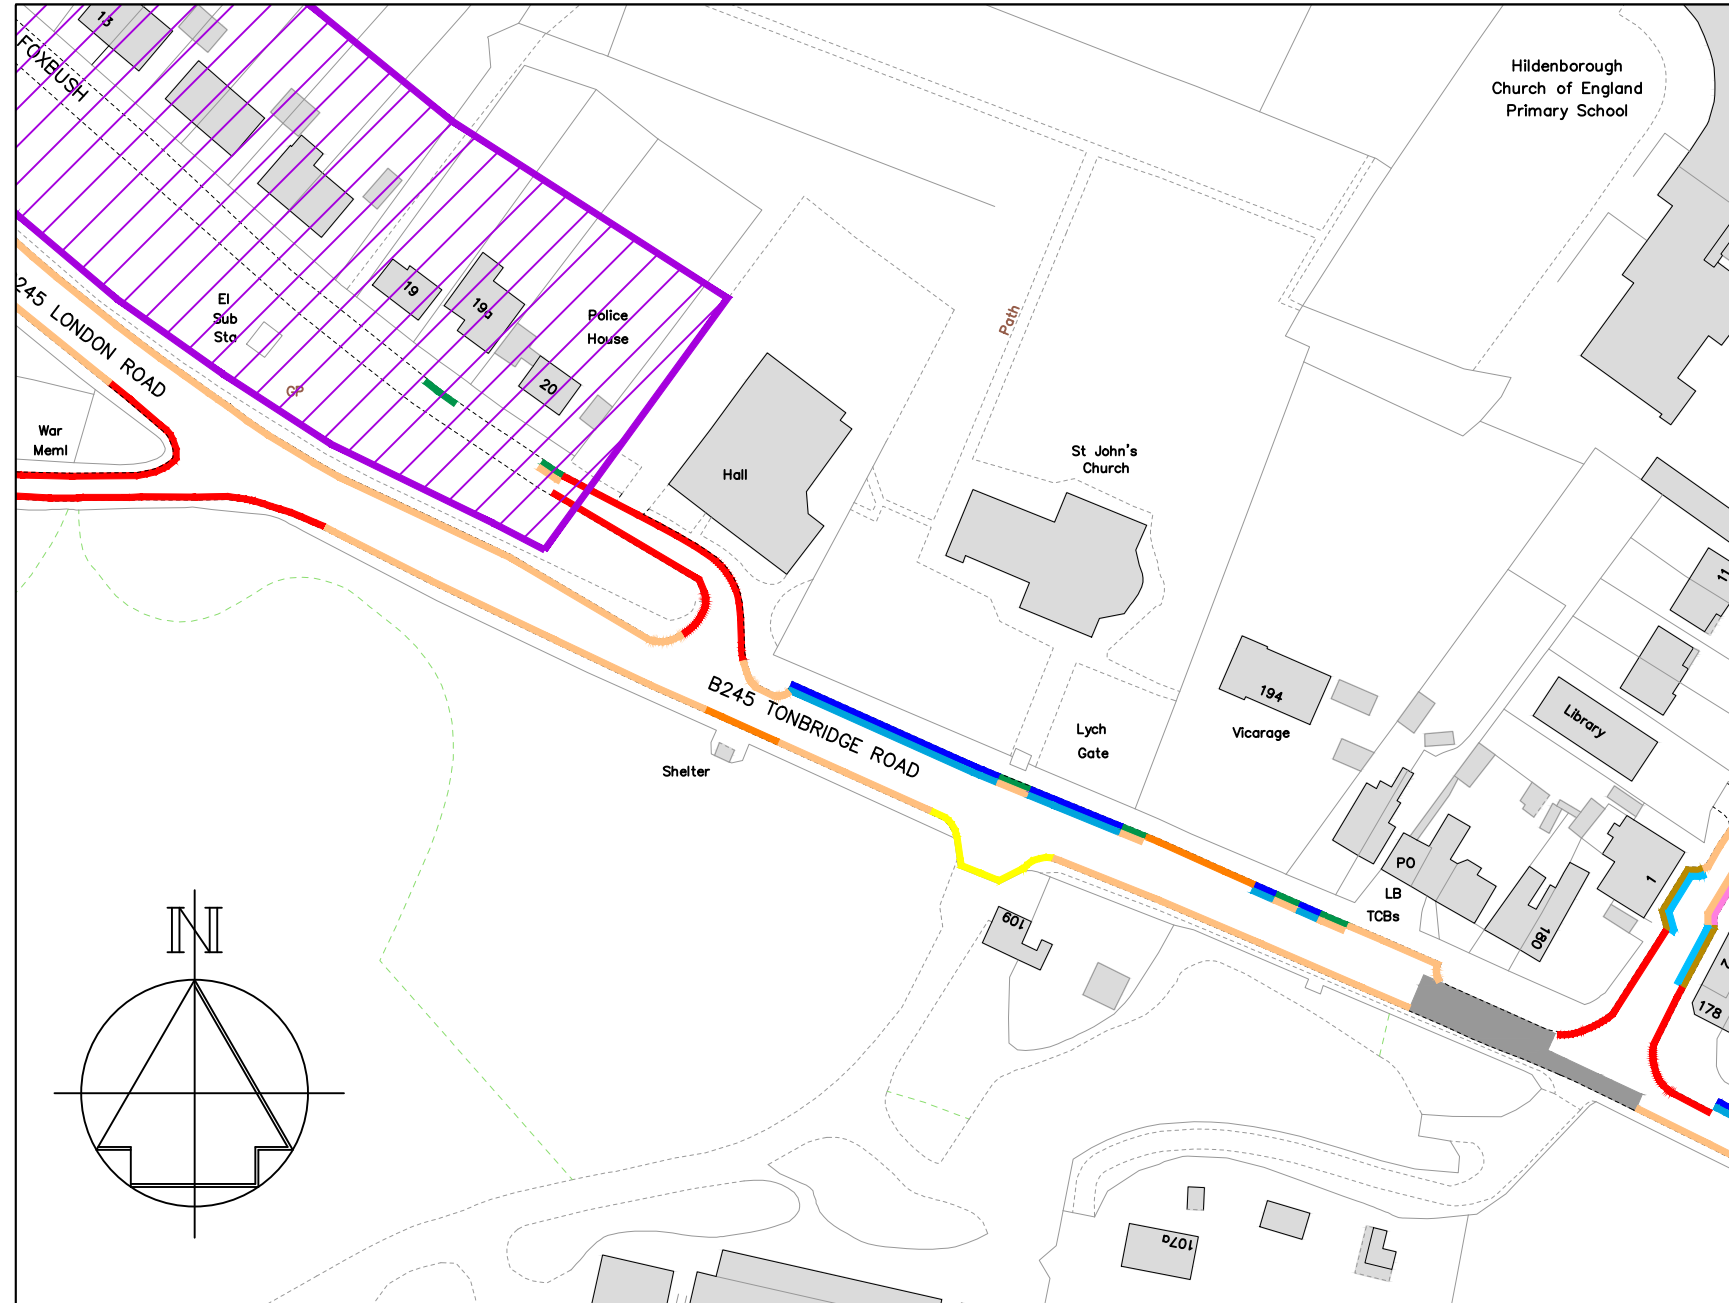 13
FOXBUSH
Hildenborough
Church of England
Primary School
245 LONDON ROAD
El
Sub
Sta
19
19a
Police
House
20
GP
Path
War
Meml
Hall
St John's
Church
11
194
Vicarage
Library
B245 TONBRIDGE ROAD
Lych
Gate
Shelter
PO
LB
TCBs
1
180
109
2
178
N
107a